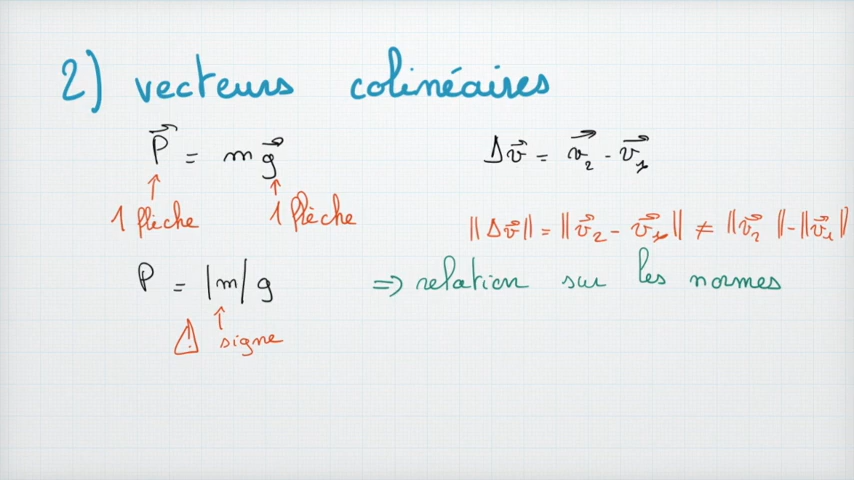 2) vecteurs colinéaires
P⃗ = m g⃗
Δv⃗ = v⃗₂ - v⃗₁
1 flèche
1 flèche
||Δv⃗|| = ||v⃗₂ - v⃗₁|| ≠ ||v⃗₂|| - ||v⃗₁||
P = |m| g
⇒ relation sur les normes
⚠ signe